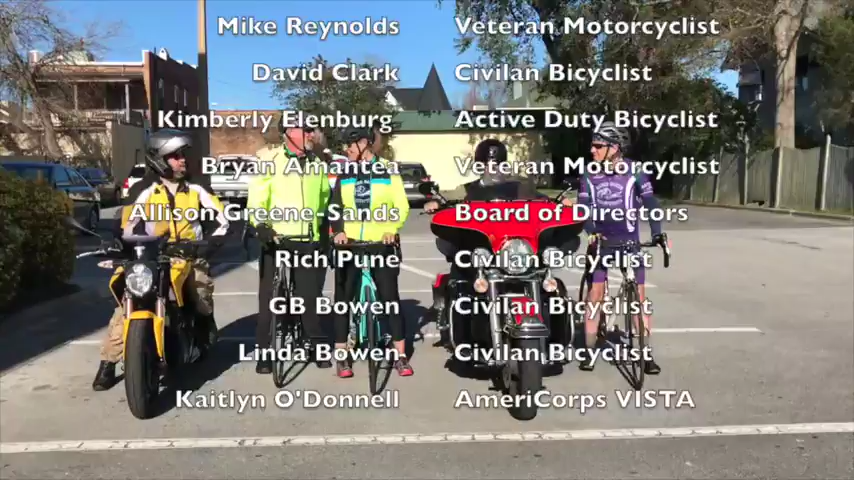 Mike Reynolds Veteran Motorcyclist
David Clark Civilan Bicyclist
Kimberly Elenburg Active Duty Bicyclist
Bryan Amantea Veteran Motorcyclist
Allison Greene-Sands Board of Directors
Rich Pune Civilan Bicyclist
GB Bowen Civilan Bicyclist
Linda Bowen Civilan Bicyclist
Kaitlyn O'Donnell AmeriCorps VISTA